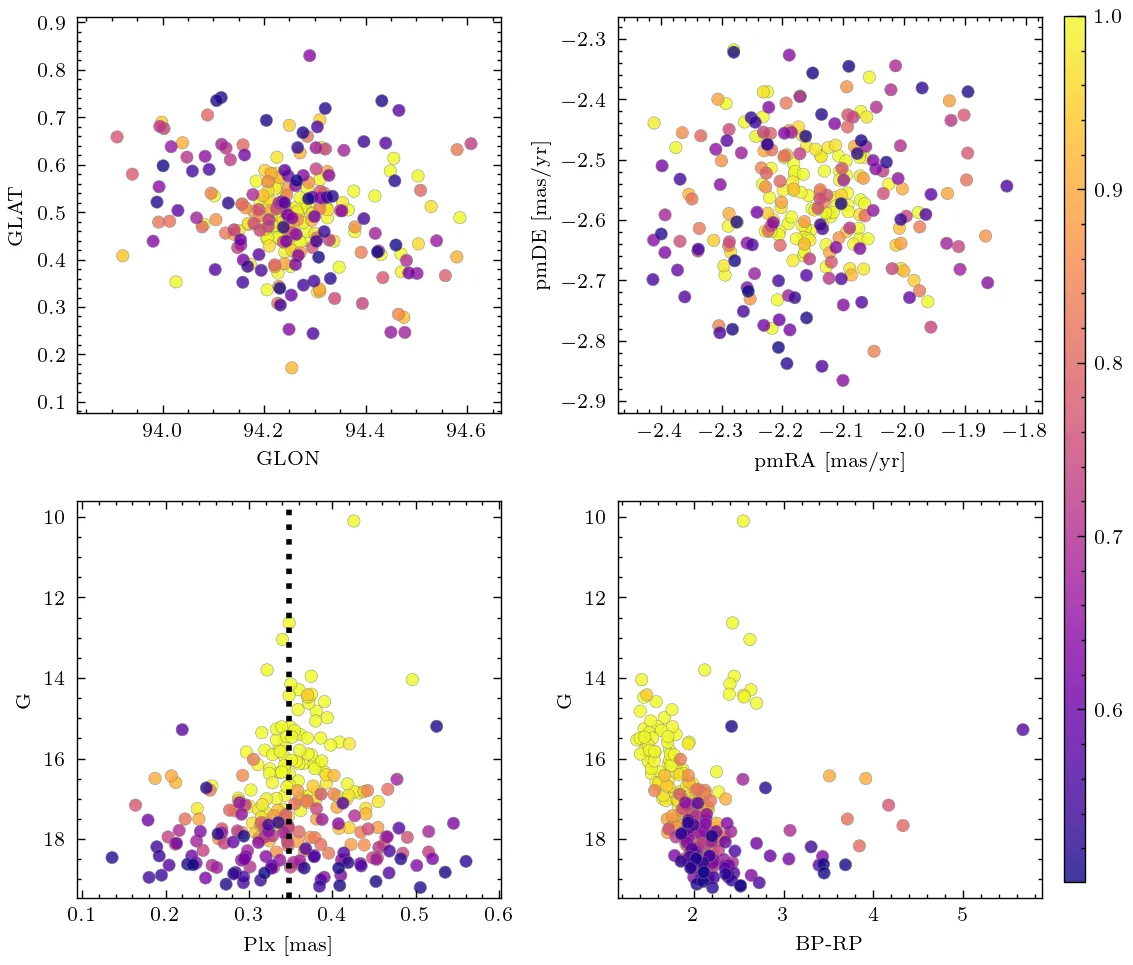 0.9
0.8
0.7
0.6
0.5
0.4
0.3
0.2
0.1
GLAT
94.0 94.2 94.4 94.6
GLON
−2.3
−2.4
−2.5
−2.6
−2.7
−2.8
−2.9
pmDE [mas/yr]
−2.4 −2.3 −2.2 −2.1 −2.0 −1.9 −1.8
pmRA [mas/yr]
1.0
0.9
0.8
0.7
0.6
10
12
14
16
18
G
0.1 0.2 0.3 0.4 0.5 0.6
Plx [mas]
10
12
14
16
18
G
2 3 4 5
BP-RP